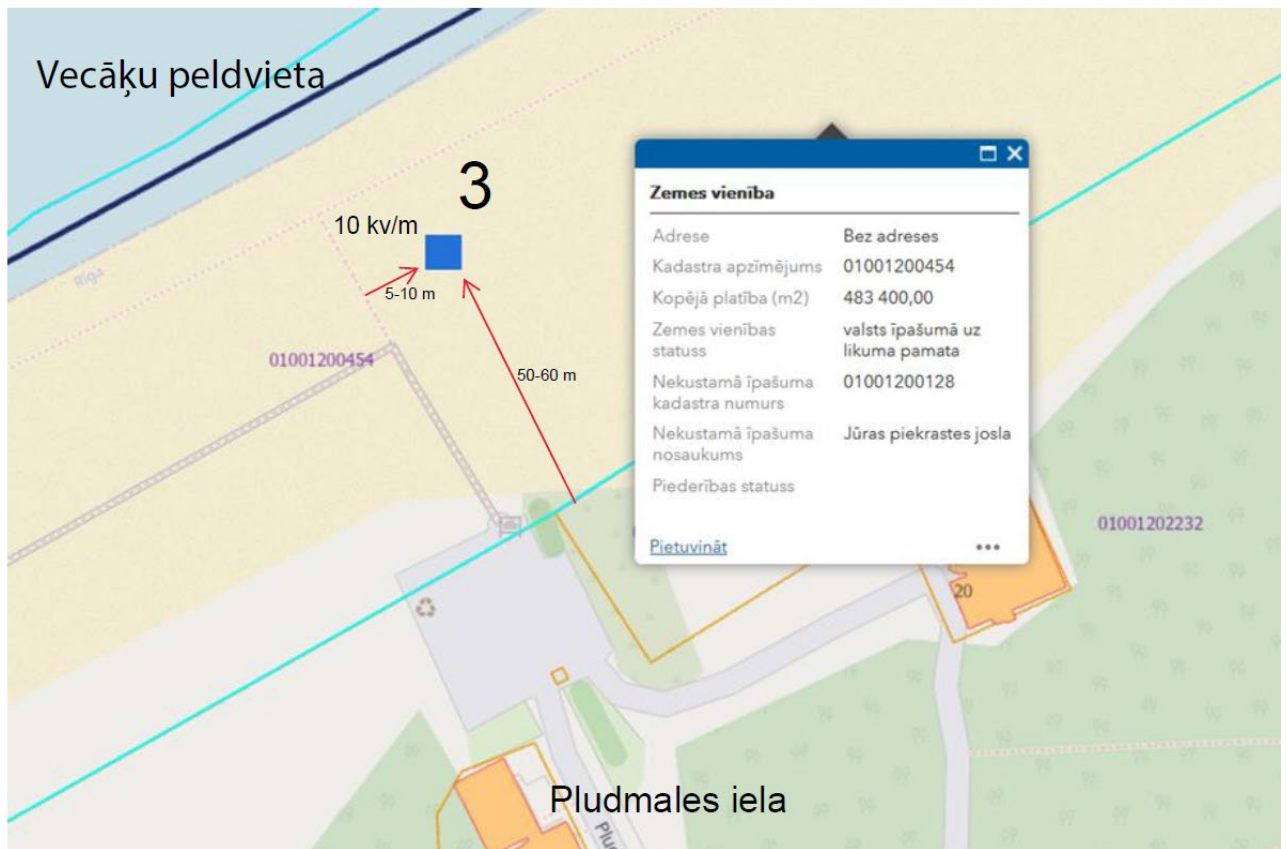 Vecāķu peldvieta
3
10 kv/m
5-10 m
50-60 m
Rīga
01001200454
Zemes vienība
Adrese Bez adreses
Kadastra apzīmējums 01001200454
Kopējā platība (m2) 483 400,00
Zemes vienības statuss valsts īpašumā uz likuma pamata
Nekustamā īpašuma kadastra numurs 01001200128
Nekustamā īpašuma nosaukums Jūras piekrastes josla
Piederības statuss
Pietuvināt
01001202232
20
Pludmales iela
Plud